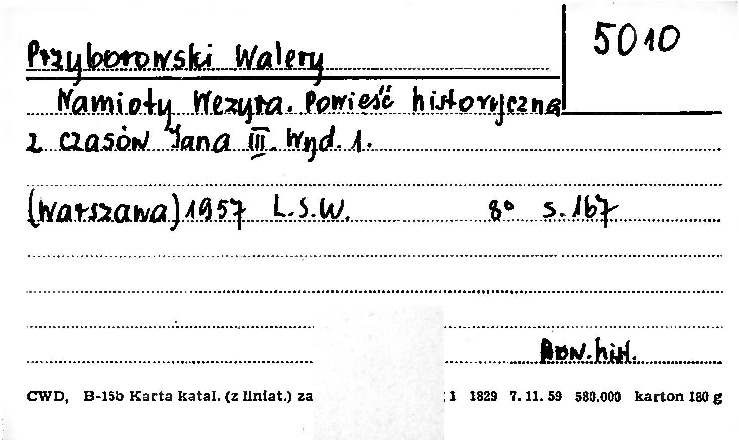 5010
Przyborowski Walery
Namioty Wezyra. Powieść historyczna
z czasów Jana III. Wyd. 1.
(Warszawa) 1957 L.S.W. 8° s. 167
Pow. hist.
CWD, B-15b Karta katal. (z liniat.) za 1 1829 7.11.59 580.000 karton 180 g